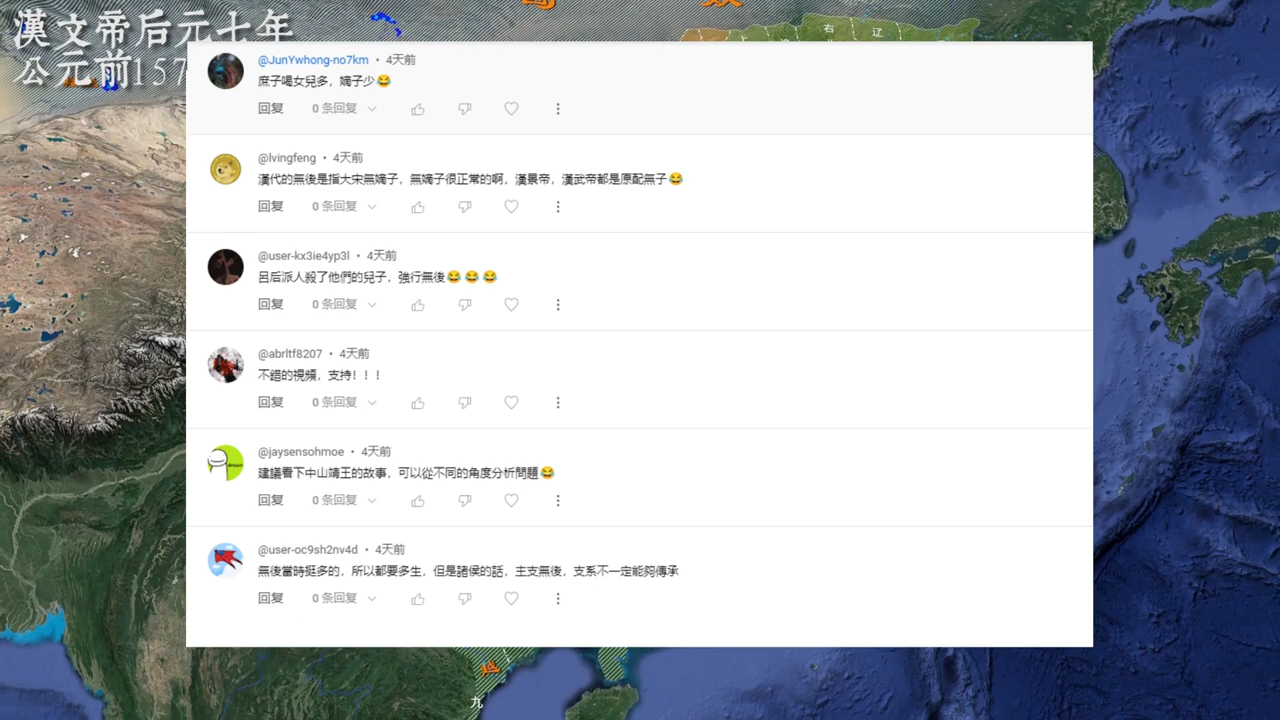 漢文帝后元七年
公元前157
右
辽
@JunYwhong-no7km • 4天前
庶子喝女兒多，嫡子少😂
回复 0 条回复
@lvingfeng • 4天前
漢代的無後是指大宋無嫡子，無嫡子很正常的啊，漢景帝，漢武帝都是原配無子😂
回复 0 条回复
@user-kx3ie4yp3l • 4天前
呂后派人殺了他們的兒子，強行無後😂😂😂
回复 0 条回复
@abrltf8207 • 4天前
不錯的視頻，支持！！！
回复 0 条回复
@jaysensohmoe • 4天前
建議看下中山靖王的故事，可以從不同的角度分析問題😂
回复 0 条回复
@user-oc9sh2nv4d • 4天前
無後當時挺多的，所以都要多生，但是諸侯的話，主支無後，支系不一定能夠傳承
回复 0 条回复
九